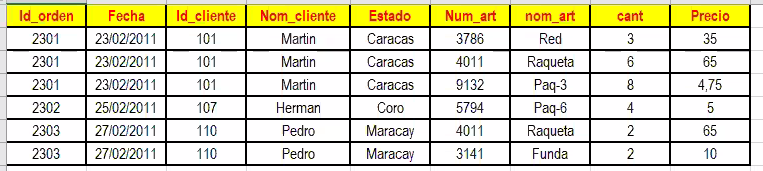 Id_orden Fecha Id_cliente Nom_cliente Estado Num_art nom_art cant Precio
2301 23/02/2011 101 Martin Caracas 3786 Red 3 35
2301 23/02/2011 101 Martin Caracas 4011 Raqueta 6 65
2301 23/02/2011 101 Martin Caracas 9132 Paq-3 8 4,75
2302 25/02/2011 107 Herman Coro 5794 Paq-6 4 5
2303 27/02/2011 110 Pedro Maracay 4011 Raqueta 2 65
2303 27/02/2011 110 Pedro Maracay 3141 Funda 2 10